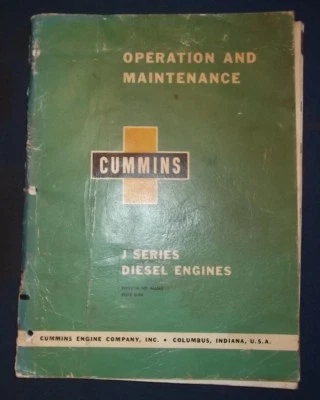 OPERATION AND
MAINTENANCE
CUMMINS
J SERIES
DIESEL ENGINES
CUMMINS ENGINE COMPANY, INC. • COLUMBUS, INDIANA, U.S.A.